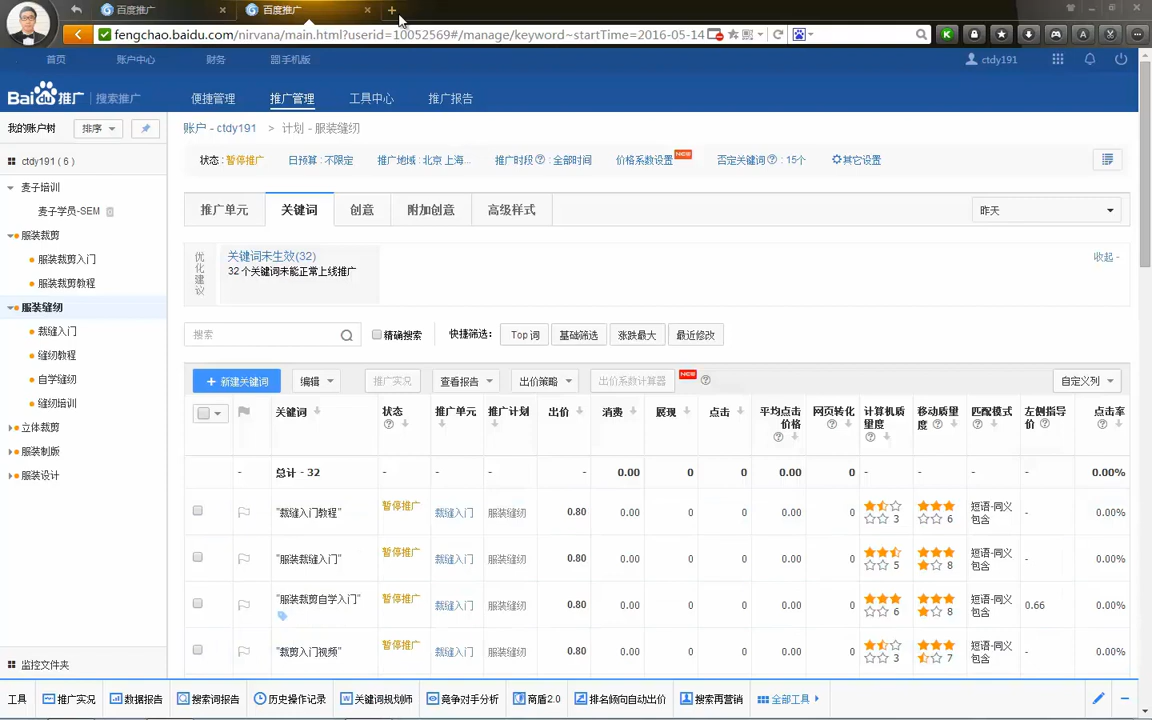 百度推广
百度推广
fengchao.baidu.com/nirvana/main.html?userid=10052569#/manage/keyword~startTime=2016-05-14
首页 账户中心 财务 手机版 ctdy191
Baidu推广 | 搜索推广 便捷管理 推广管理 工具中心 推广报告
我的账户树 排序
ctdy191 ( 6 )
麦子培训
麦子学员-SEM
服装裁剪
服装裁剪入门
服装裁剪教程
服装缝纫
裁缝入门
缝纫教程
自学缝纫
缝纫培训
立体裁剪
服装制版
服装设计
监控文件夹
账户 - ctdy191 > 计划 - 服装缝纫
状态 : 暂停推广 日预算 : 不限定 推广地域 : 北京 上海... 推广时段 : 全部时间 价格系数设置 NEW 否定关键词 : 15个 其它设置
推广单元 关键词 创意 附加创意 高级样式 昨天
优化建议
关键词未生效(32)
32 个关键词未能正常上线推广
收起
搜索 精确搜索 快捷筛选: Top 词 基础筛选 涨跌最大 最近修改
+ 新建关键词 编辑 推广实况 查看报告 出价策略 出价系数计算器 NEW 自定义列
关键词 状态 推广单元 推广计划 出价 消费 展现 点击 平均点击价格 网页转化 计算机质量度 移动质量度 匹配模式 左侧指导价 点击率
- 总计 - 32 - - - - 0.00 0 0 0.00 0 - - - - 0.00%
"裁缝入门教程" 暂停推广 裁缝入门 服装缝纫 0.80 0.00 0 0 0.00 0 3 6 短语-同义包含 - 0.00%
"服装裁缝入门" 暂停推广 裁缝入门 服装缝纫 0.80 0.00 0 0 0.00 0 5 8 短语-同义包含 - 0.00%
"服装裁剪自学入门" 暂停推广 裁缝入门 服装缝纫 0.80 0.00 0 0 0.00 0 6 8 短语-同义包含 0.66 0.00%
"裁剪入门视频" 暂停推广 裁缝入门 服装缝纫 0.80 0.00 0 0 0.00 0 3 7 短语-同义包含 - 0.00%
工具 推广实况 数据报告 搜索词报告 历史操作记录 关键词规划师 竞争对手分析 商盾2.0 排名倾向自动出价 搜索再营销 全部工具